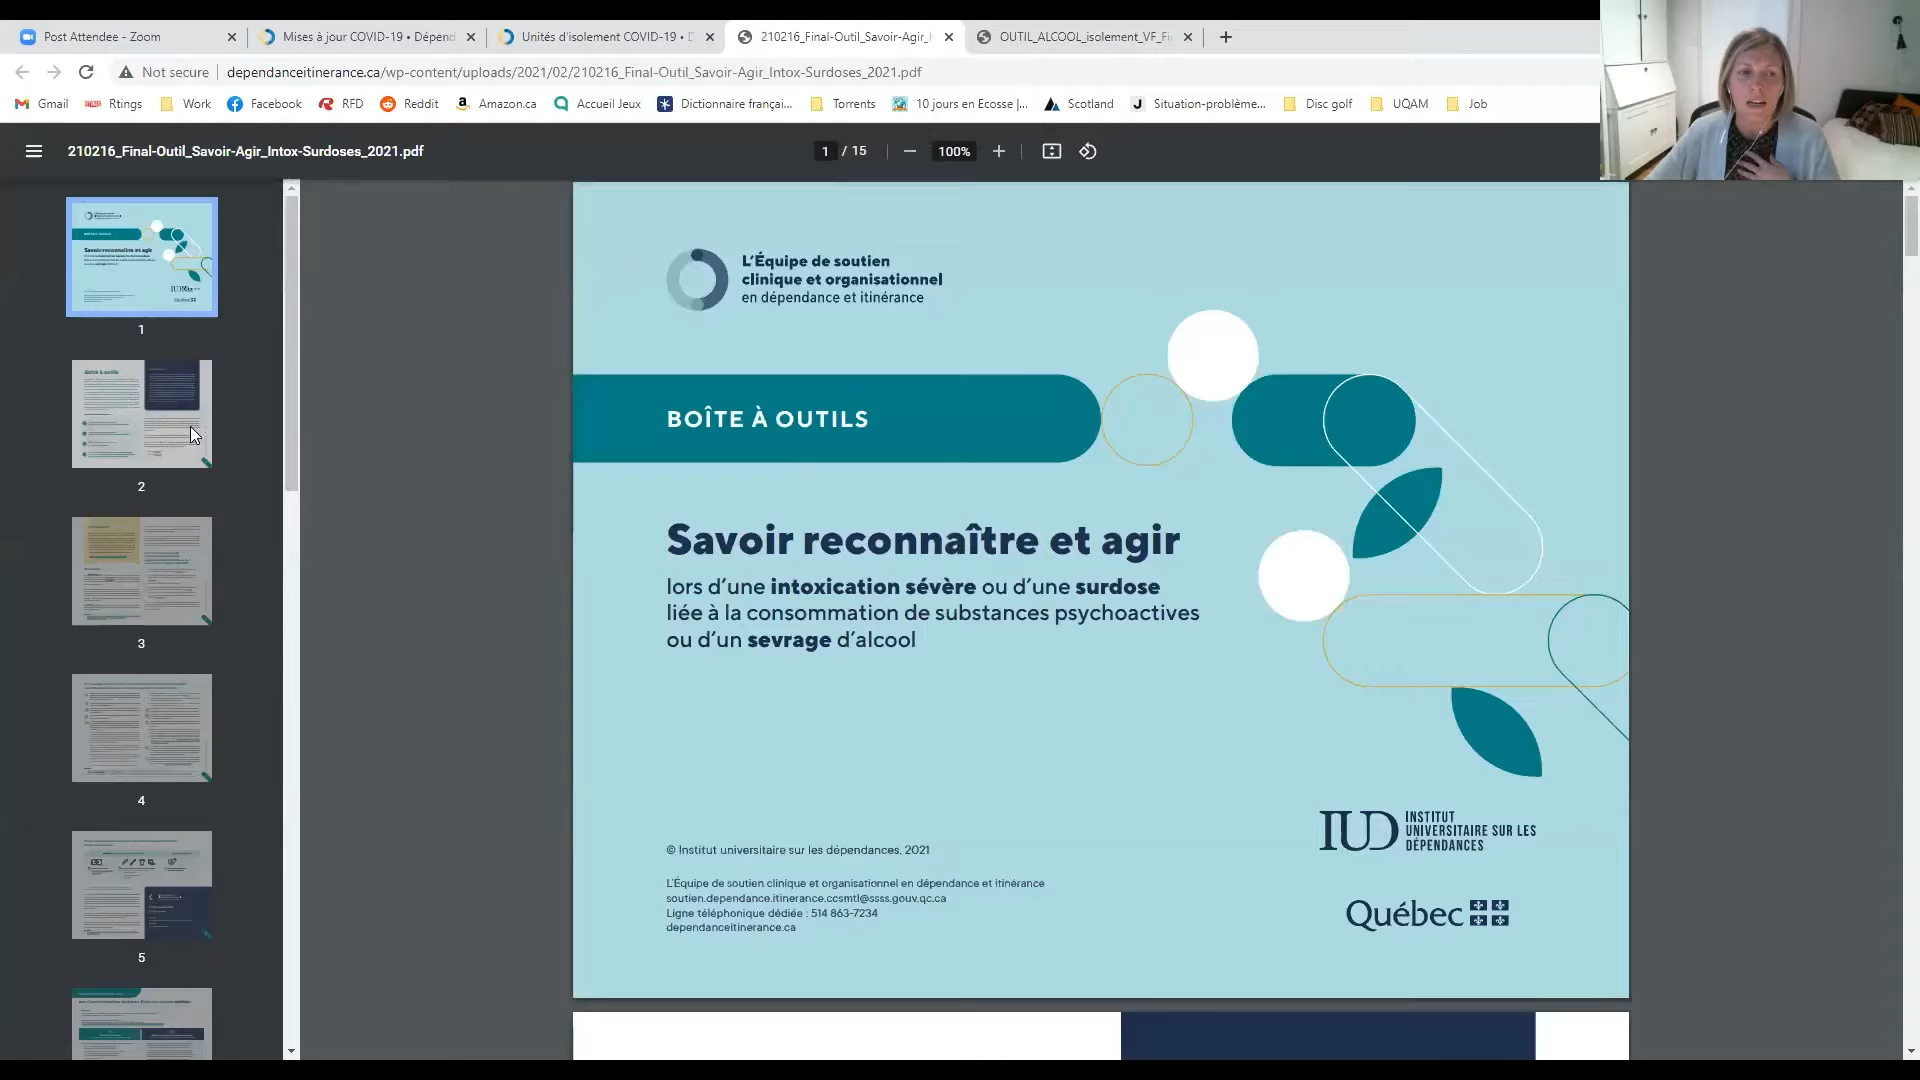 Post Attendee - Zoom
Mises à jour COVID-19 • Dépend
Unités d'isolement COVID-19 • D
210216_Final-Outil_Savoir-Agir_I
OUTIL_ALCOOL_isolement_VF_Fi
Not secure
dependanceitinerance.ca/wp-content/uploads/2021/02/210216_Final-Outil_Savoir-Agir_Intox-Surdoses_2021.pdf
Gmail
Rtings
Work
Facebook
RFD
Reddit
Amazon.ca
Accueil Jeux
Dictionnaire françai...
Torrents
10 jours en Ecosse |...
Scotland
Situation-problème...
Disc golf
UQAM
Job
210216_Final-Outil_Savoir-Agir_Intox-Surdoses_2021.pdf
1 / 15
100%
Savoir reconnaître et agir
1
Boîte à outils
2
3
4
5
L'Équipe de soutien
clinique et organisationnel
en dépendance et itinérance
BOÎTE À OUTILS
Savoir reconnaître et agir
lors d'une intoxication sévère ou d'une surdose
liée à la consommation de substances psychoactives
ou d'un sevrage d'alcool
© Institut universitaire sur les dépendances, 2021
L'Équipe de soutien clinique et organisationnel en dépendance et itinérance
soutien.dependance.itinerance.ccsmtl@ssss.gouv.qc.ca
Ligne téléphonique dédiée : 514 863-7234
dependanceitinerance.ca
IUD
INSTITUT
UNIVERSITAIRE SUR LES
DÉPENDANCES
Québec